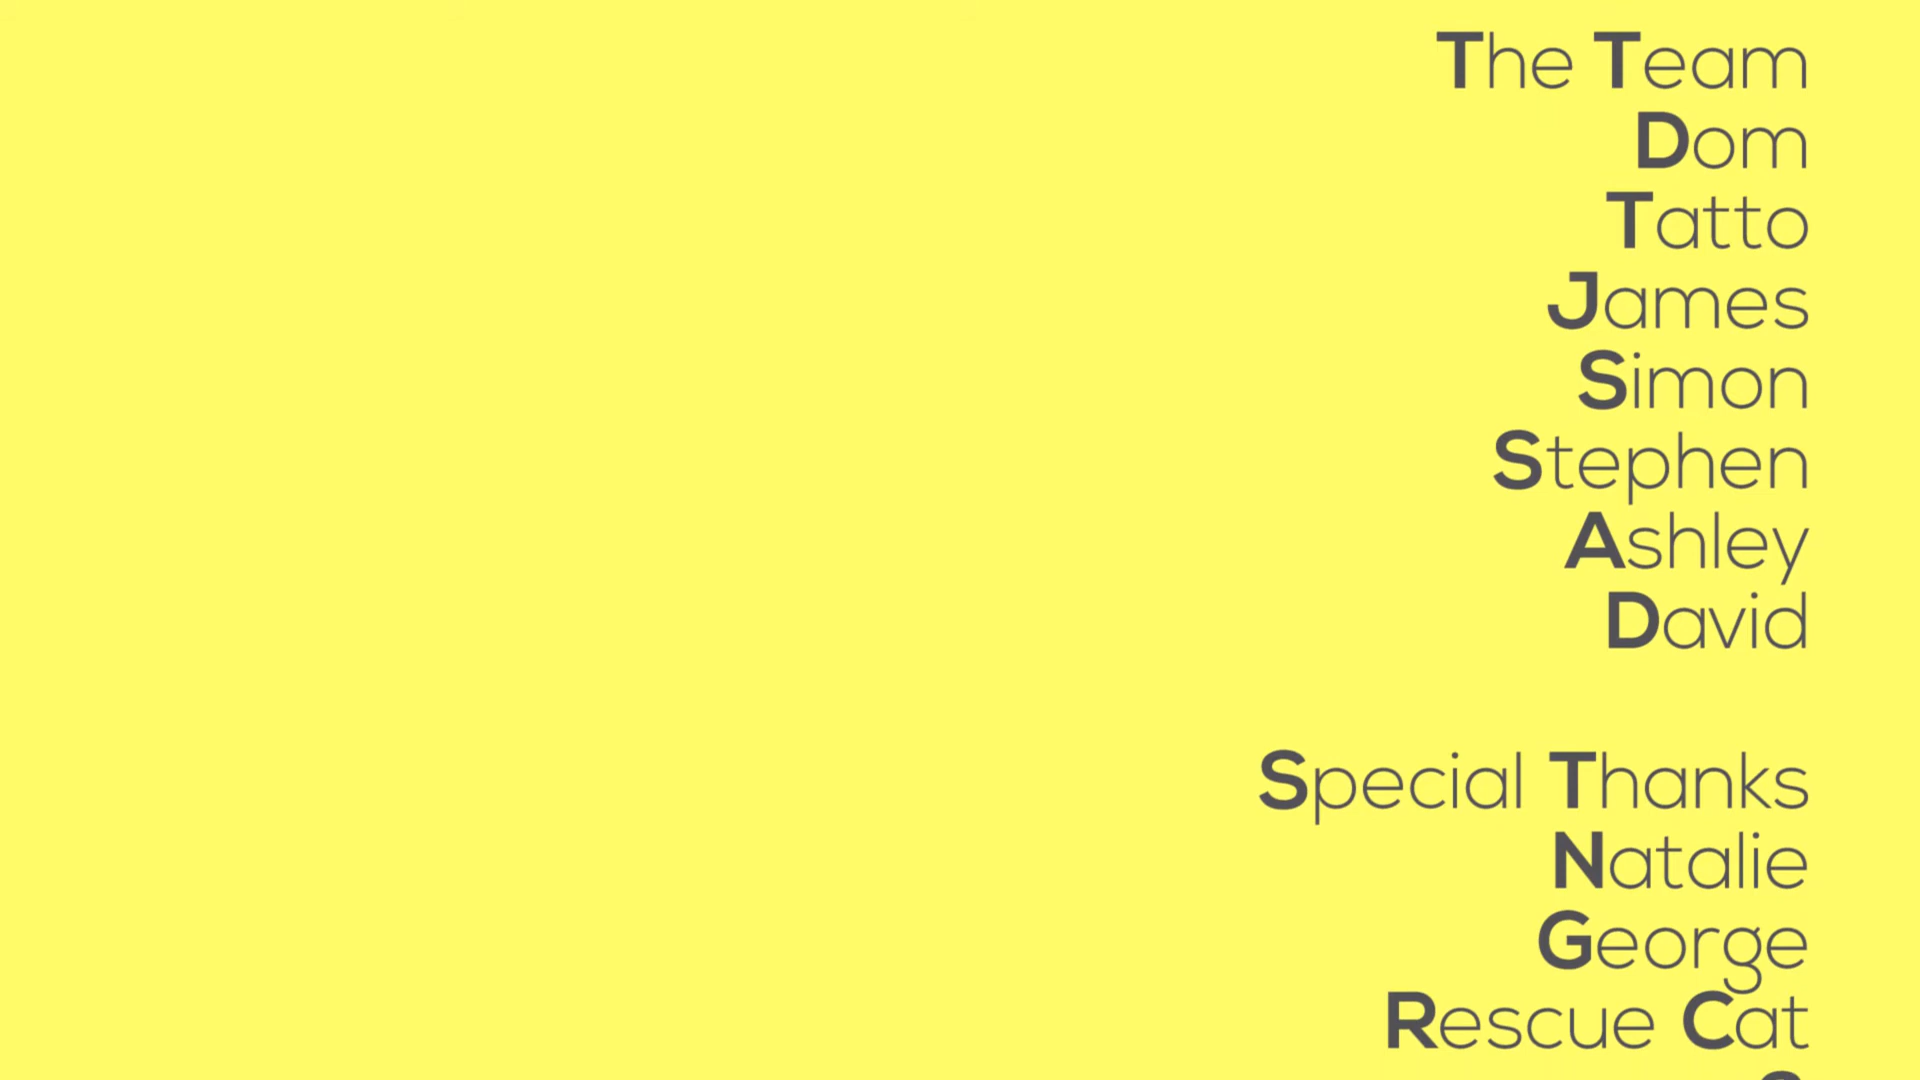 The Team
Dom
Tatto
James
Simon
Stephen
Ashley
David
Special Thanks
Natalie
George
Rescue Cat